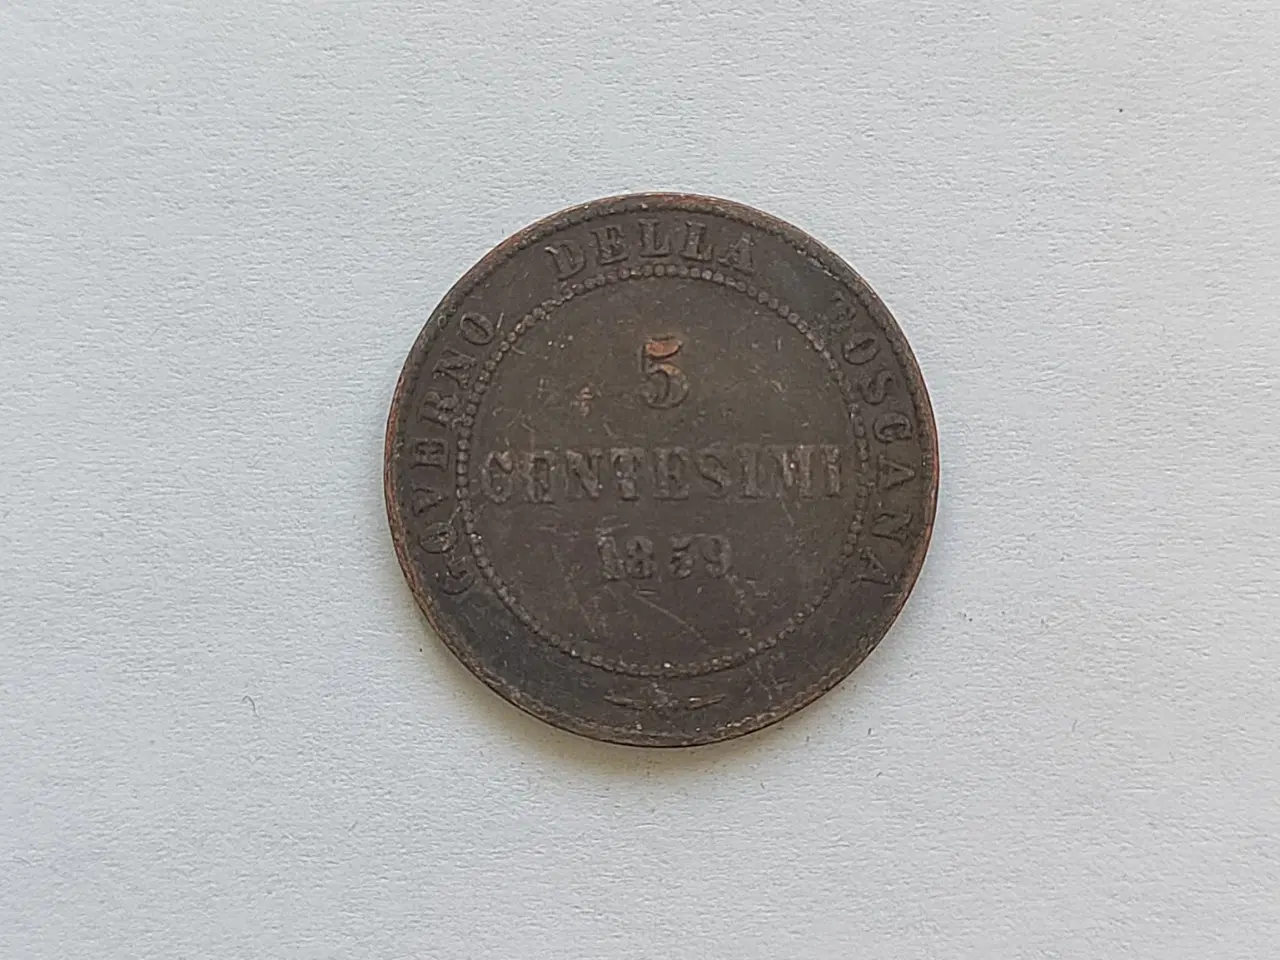 GOVERNO DELLA TOSCANA
5
CENTESIMI
1859